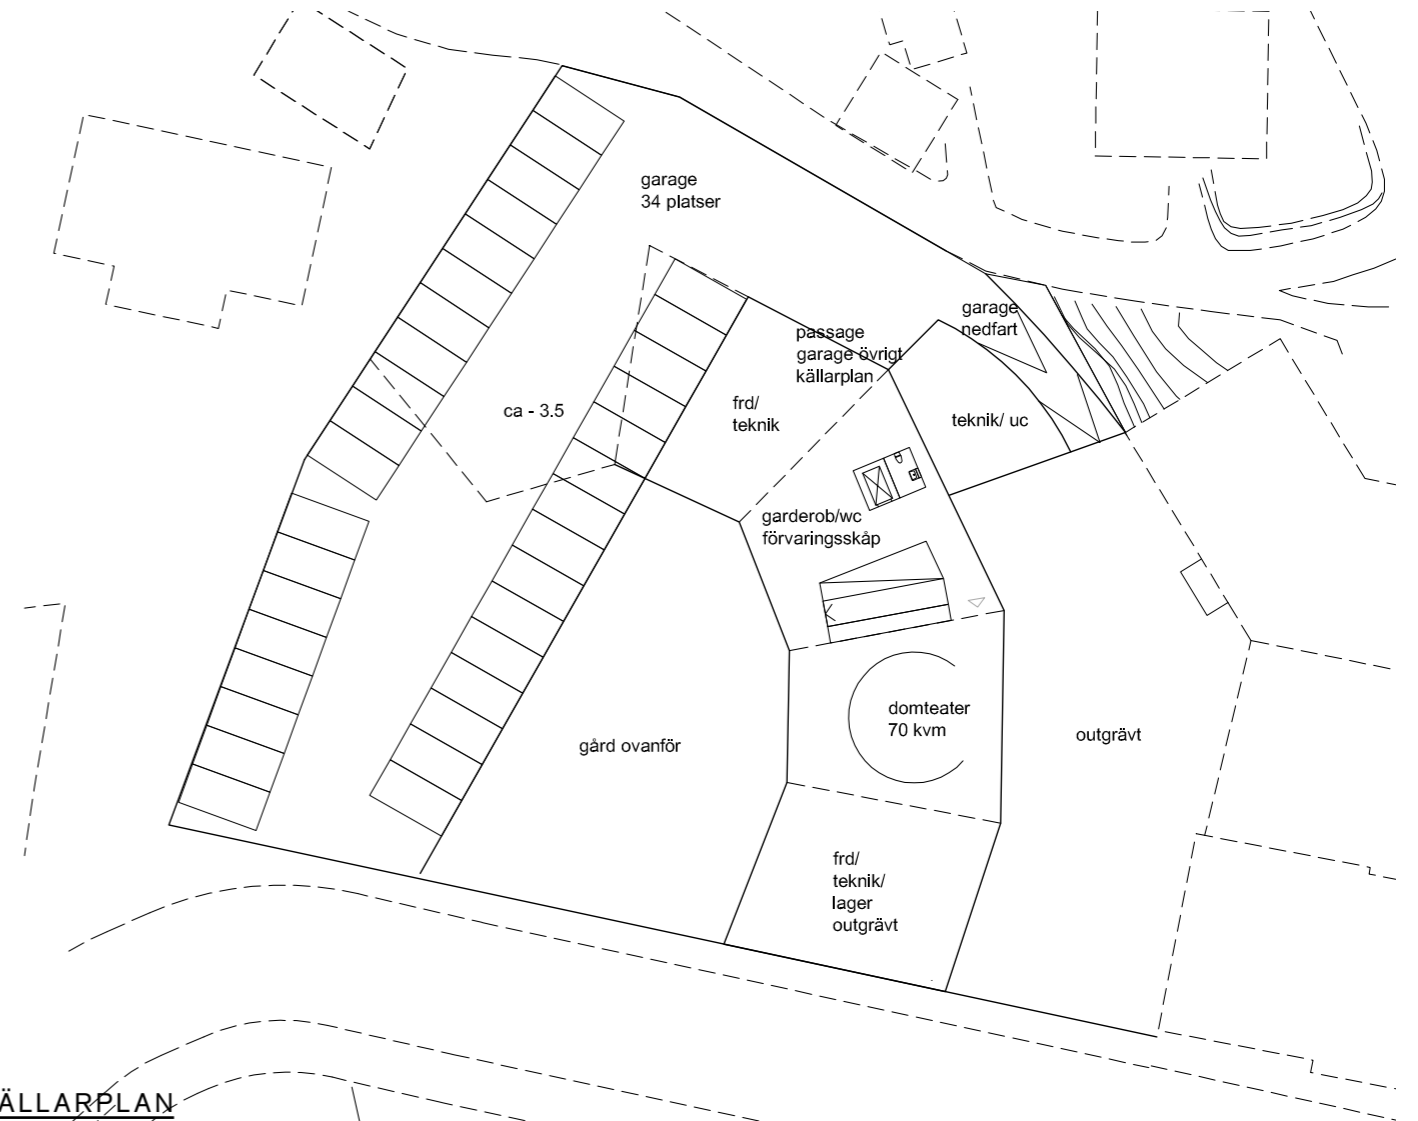 garage
34 platser
garage
nedfart
passage
garage övrigt
källarplan
ca - 3.5
frd/
teknik
teknik/ uc
garderob/wc
förvaringsskåp
domteater
70 kvm
gård ovanför
outgrävt
frd/
teknik/
lager
outgrävt
ÄLLARPLAN